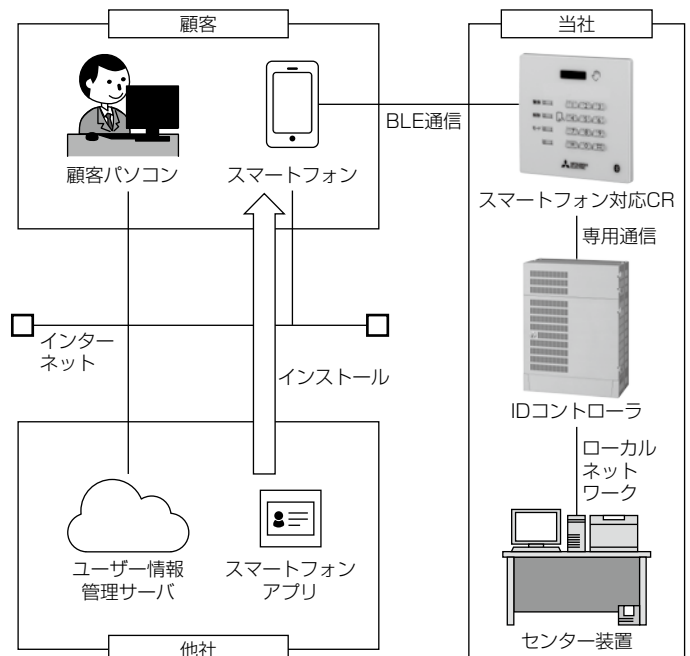 顧客
当社
BLE通信
顧客パソコン
スマートフォン
スマートフォン対応CR
専用通信
インター
ネット
インストール
IDコントローラ
ローカル
ネット
ワーク
ユーザー情報
管理サーバ
スマートフォン
アプリ
センター装置
他社